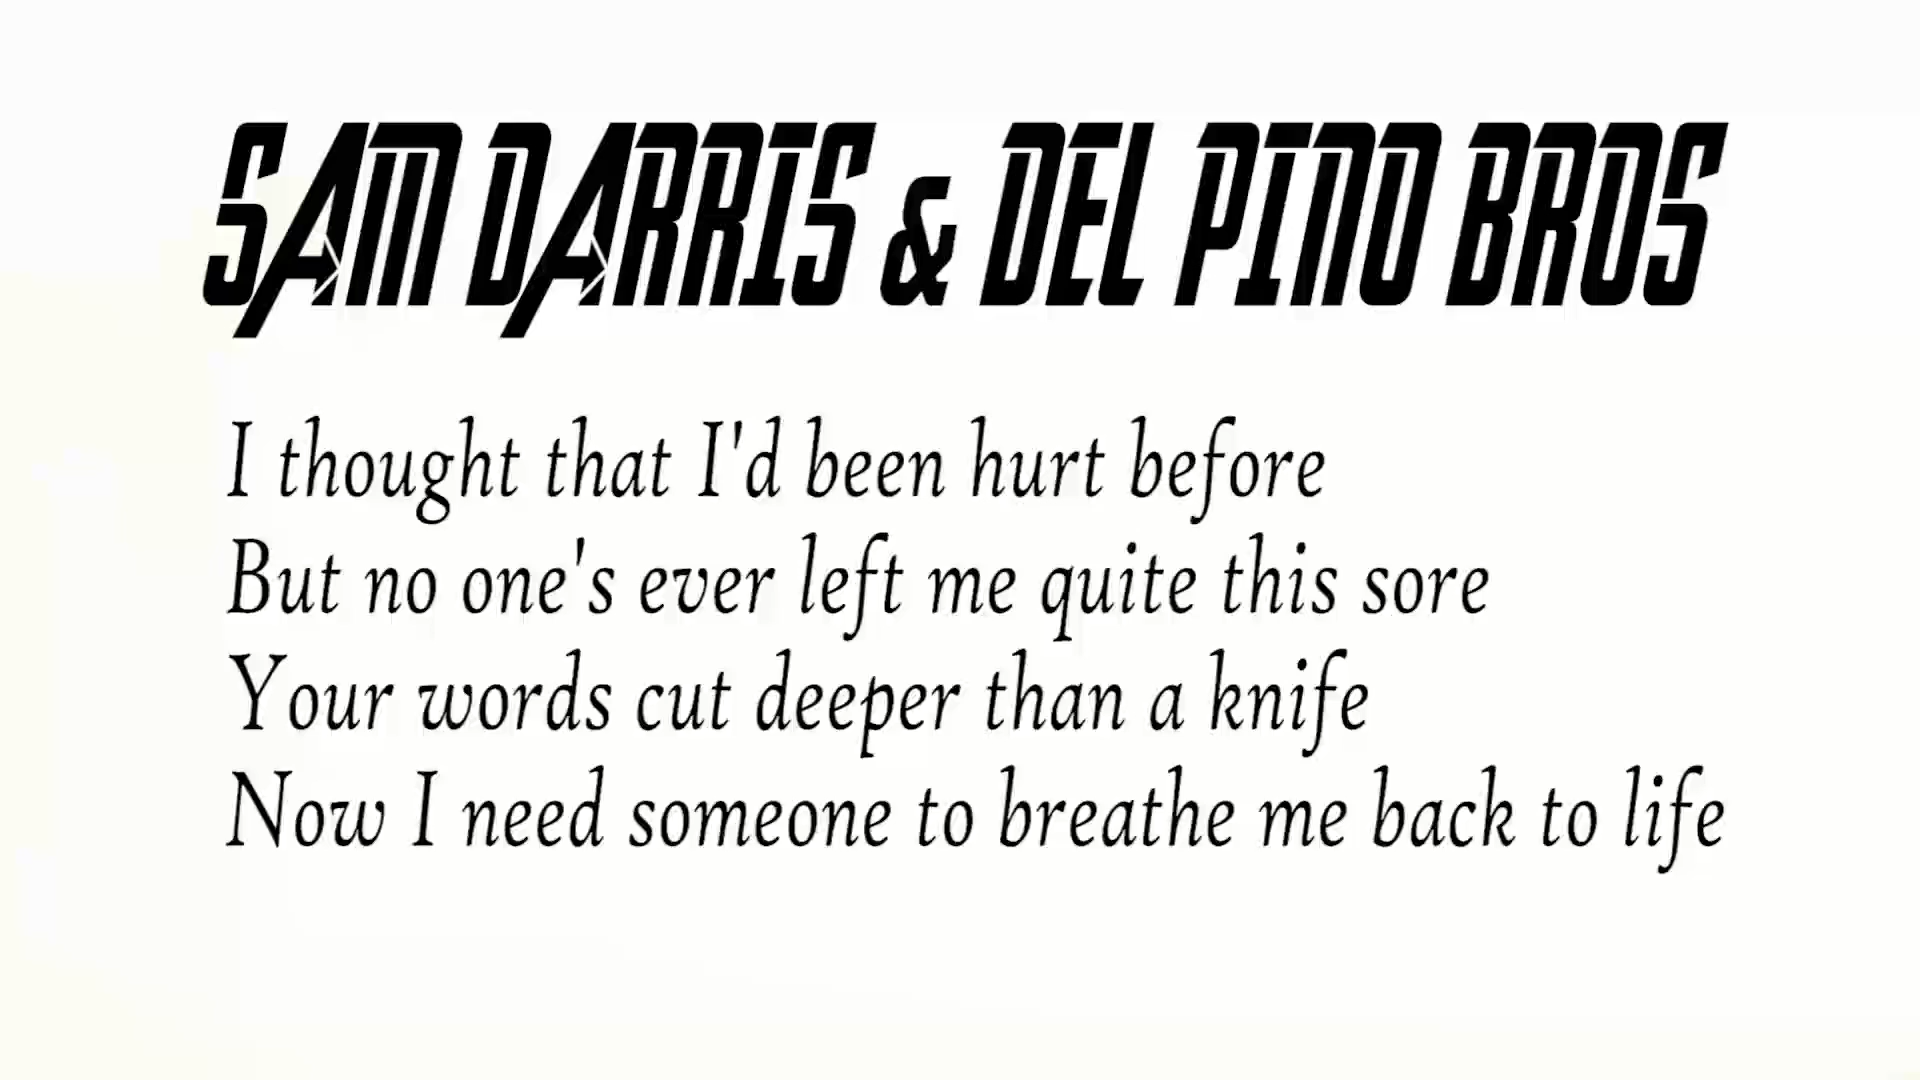 SAM DARRIS & DEL PINO BROS
I thought that I'd been hurt before
But no one's ever left me quite this sore
Your words cut deeper than a knife
Now I need someone to breathe me back to life